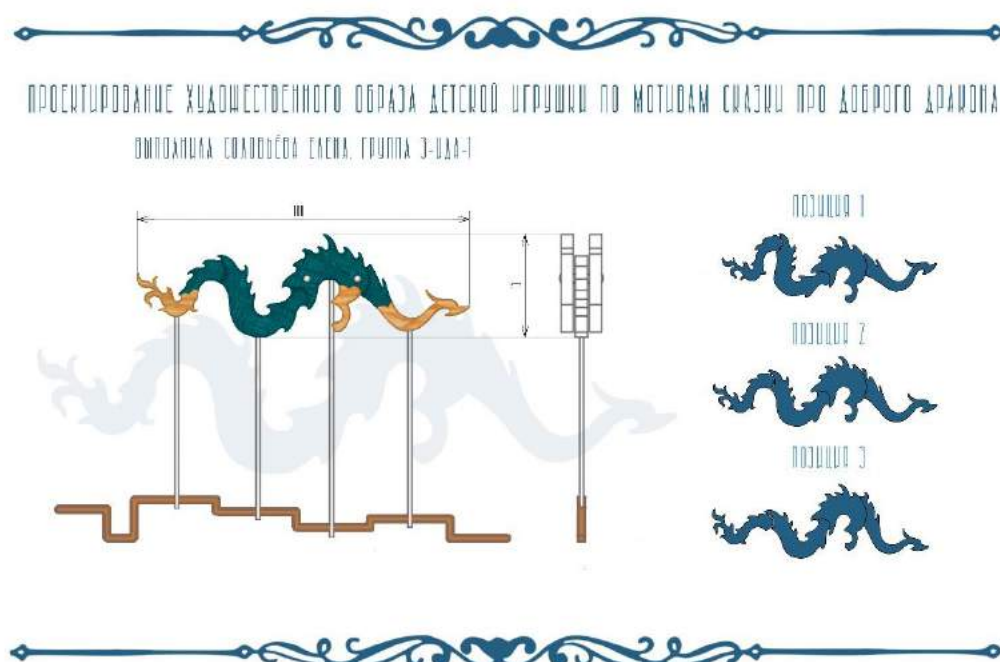 ПРОЕКТИРОВАНИЕ ХУДОЖЕСТВЕННОГО ОБРАЗА ДЕТСКОЙ ИГРУШКИ ПО МОТИВАМ СКАЗКИ ПРО ДОБРОГО ДРАКОНА
ВЫПОЛНИЛА СОЛОВЬЁВА ЕЛЕНА, ГРУППА 3-ИДА-1
ПОЗИЦИЯ 1
ПОЗИЦИЯ 2
ПОЗИЦИЯ 3